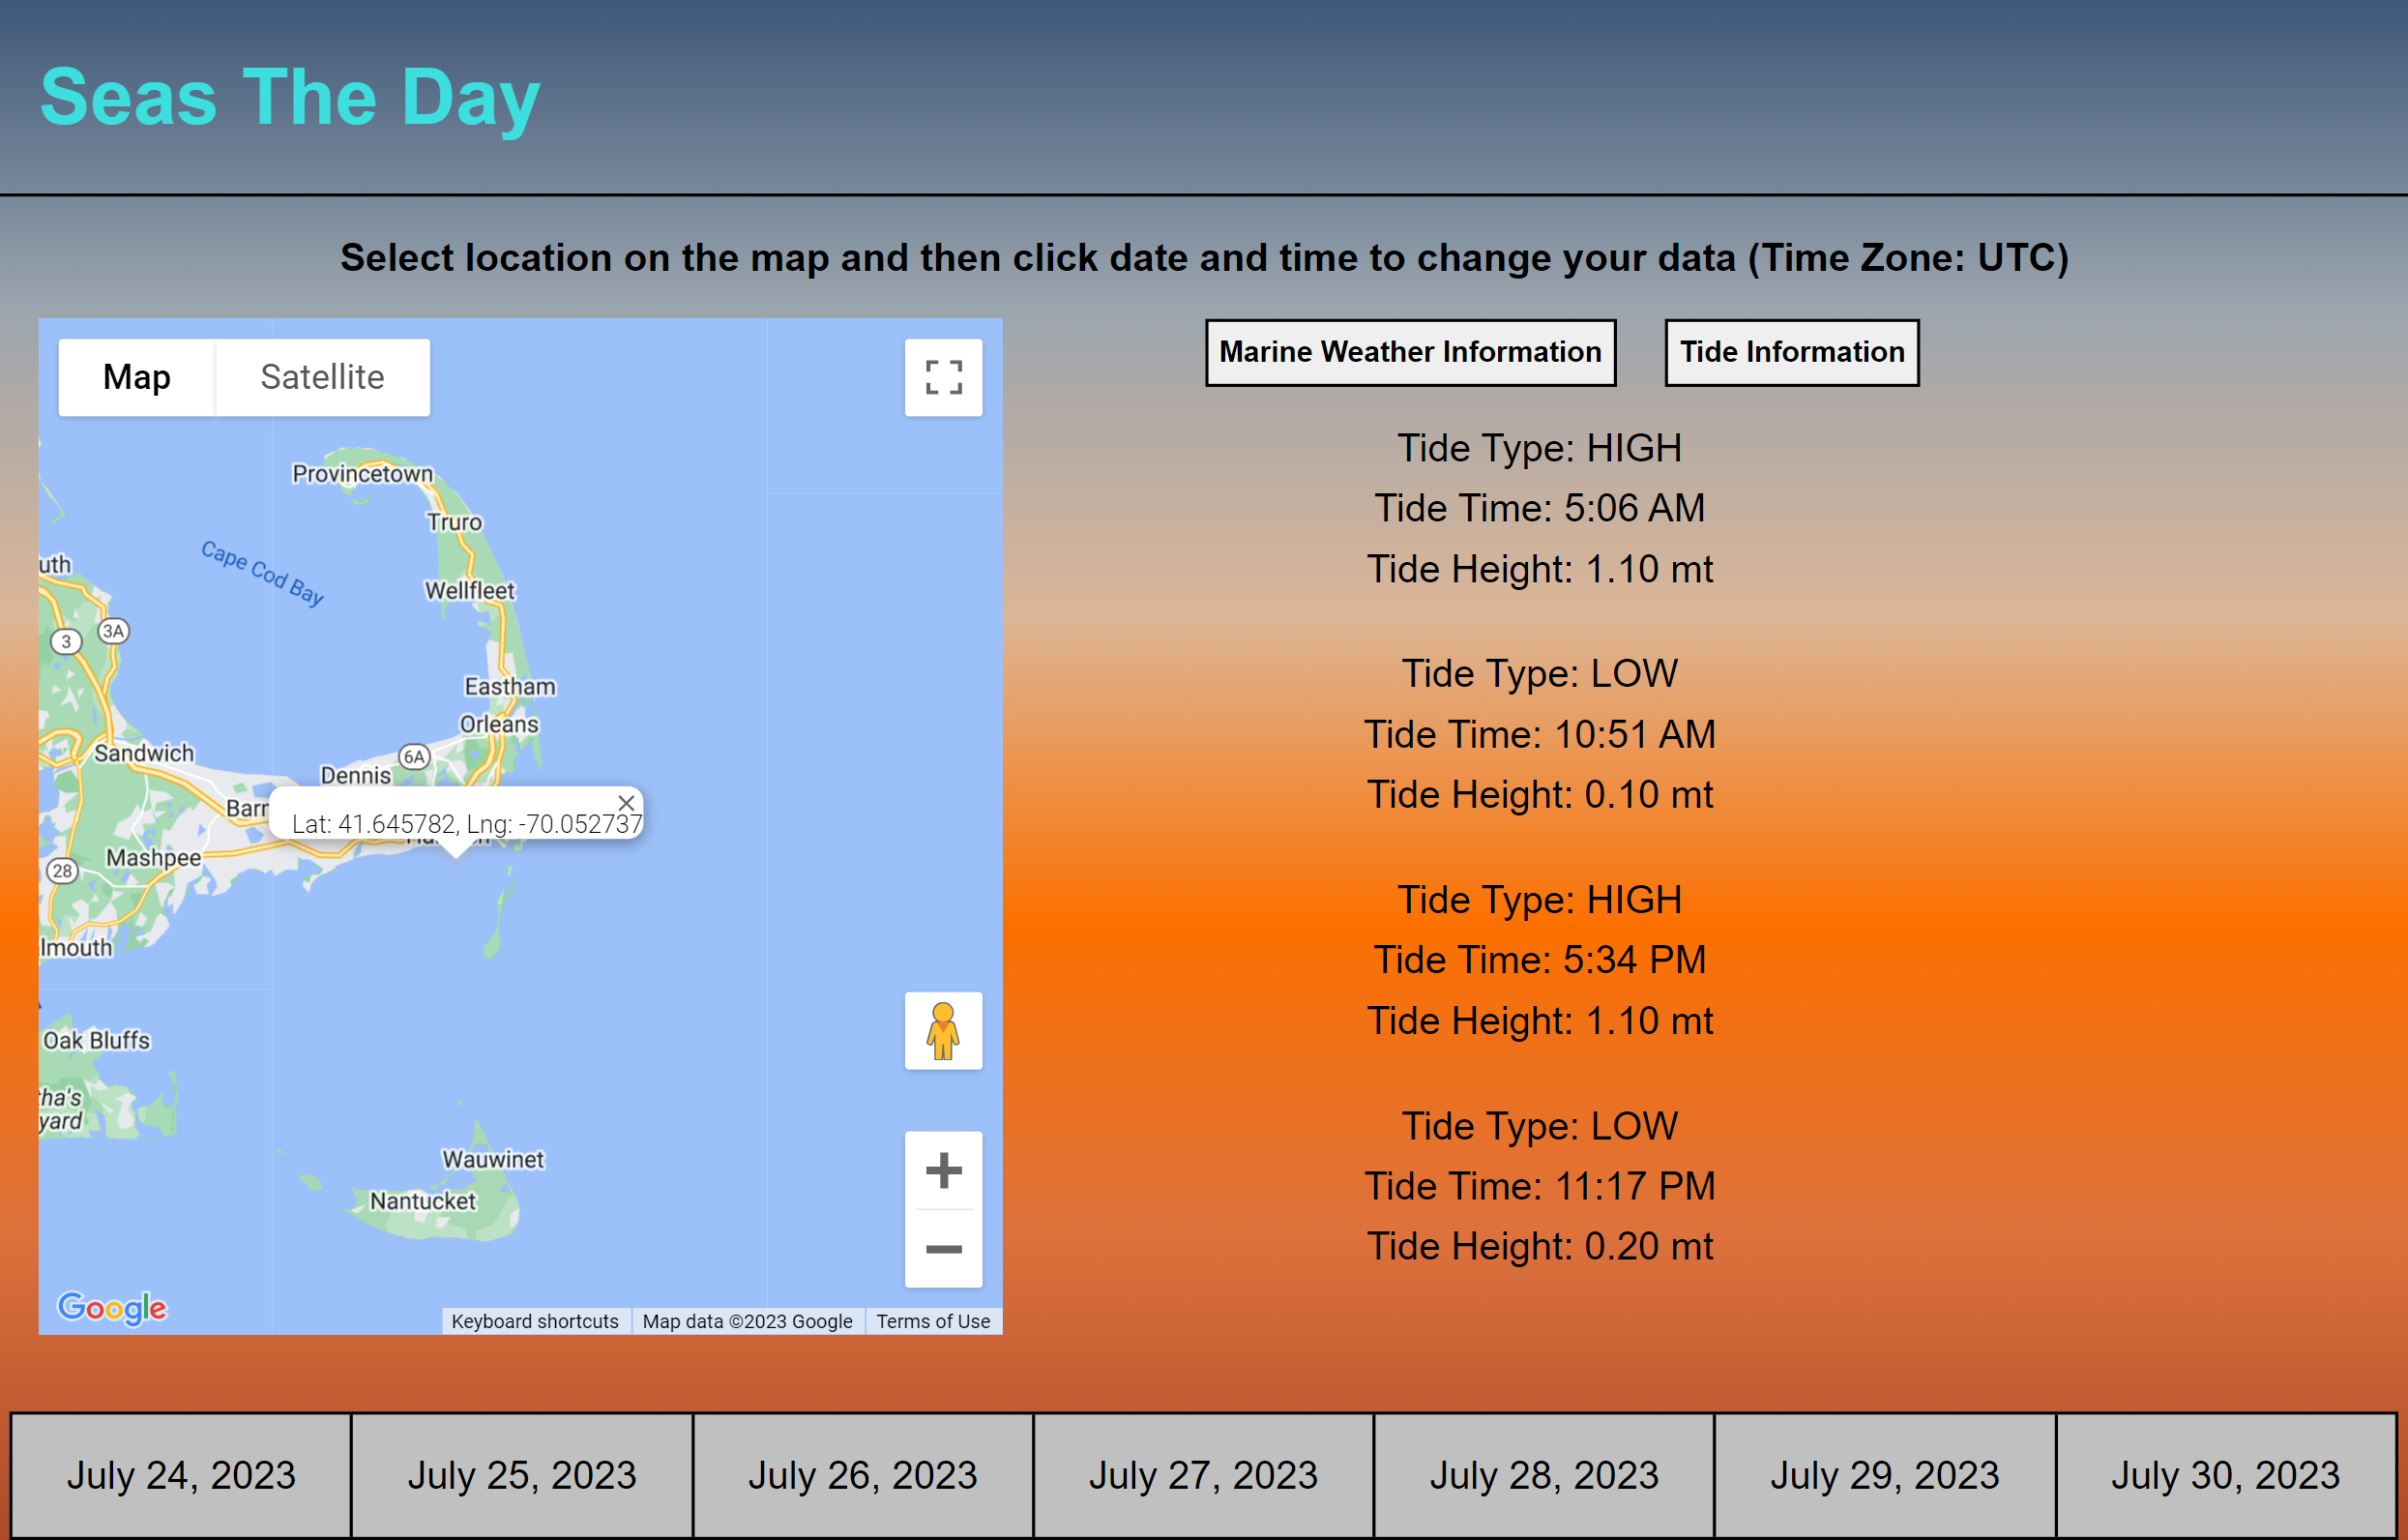 Seas The Day
Select location on the map and then click date and time to change your data (Time Zone: UTC)
Map
Satellite
Provincetown
Truro
Cape Cod Bay
uth
Wellfleet
3A
3
Eastham
Orleans
Sandwich
6A
Dennis
Barn
Lat: 41.645782, Lng: -70.052737
Mashpee
28
lmouth
Oak Bluffs
tha's
yard
Wauwinet
Nantucket
Google
Keyboard shortcuts
Map data ©2023 Google
Terms of Use
Marine Weather Information
Tide Information
Tide Type: HIGH
Tide Time: 5:06 AM
Tide Height: 1.10 mt
Tide Type: LOW
Tide Time: 10:51 AM
Tide Height: 0.10 mt
Tide Type: HIGH
Tide Time: 5:34 PM
Tide Height: 1.10 mt
Tide Type: LOW
Tide Time: 11:17 PM
Tide Height: 0.20 mt
July 24, 2023
July 25, 2023
July 26, 2023
July 27, 2023
July 28, 2023
July 29, 2023
July 30, 2023